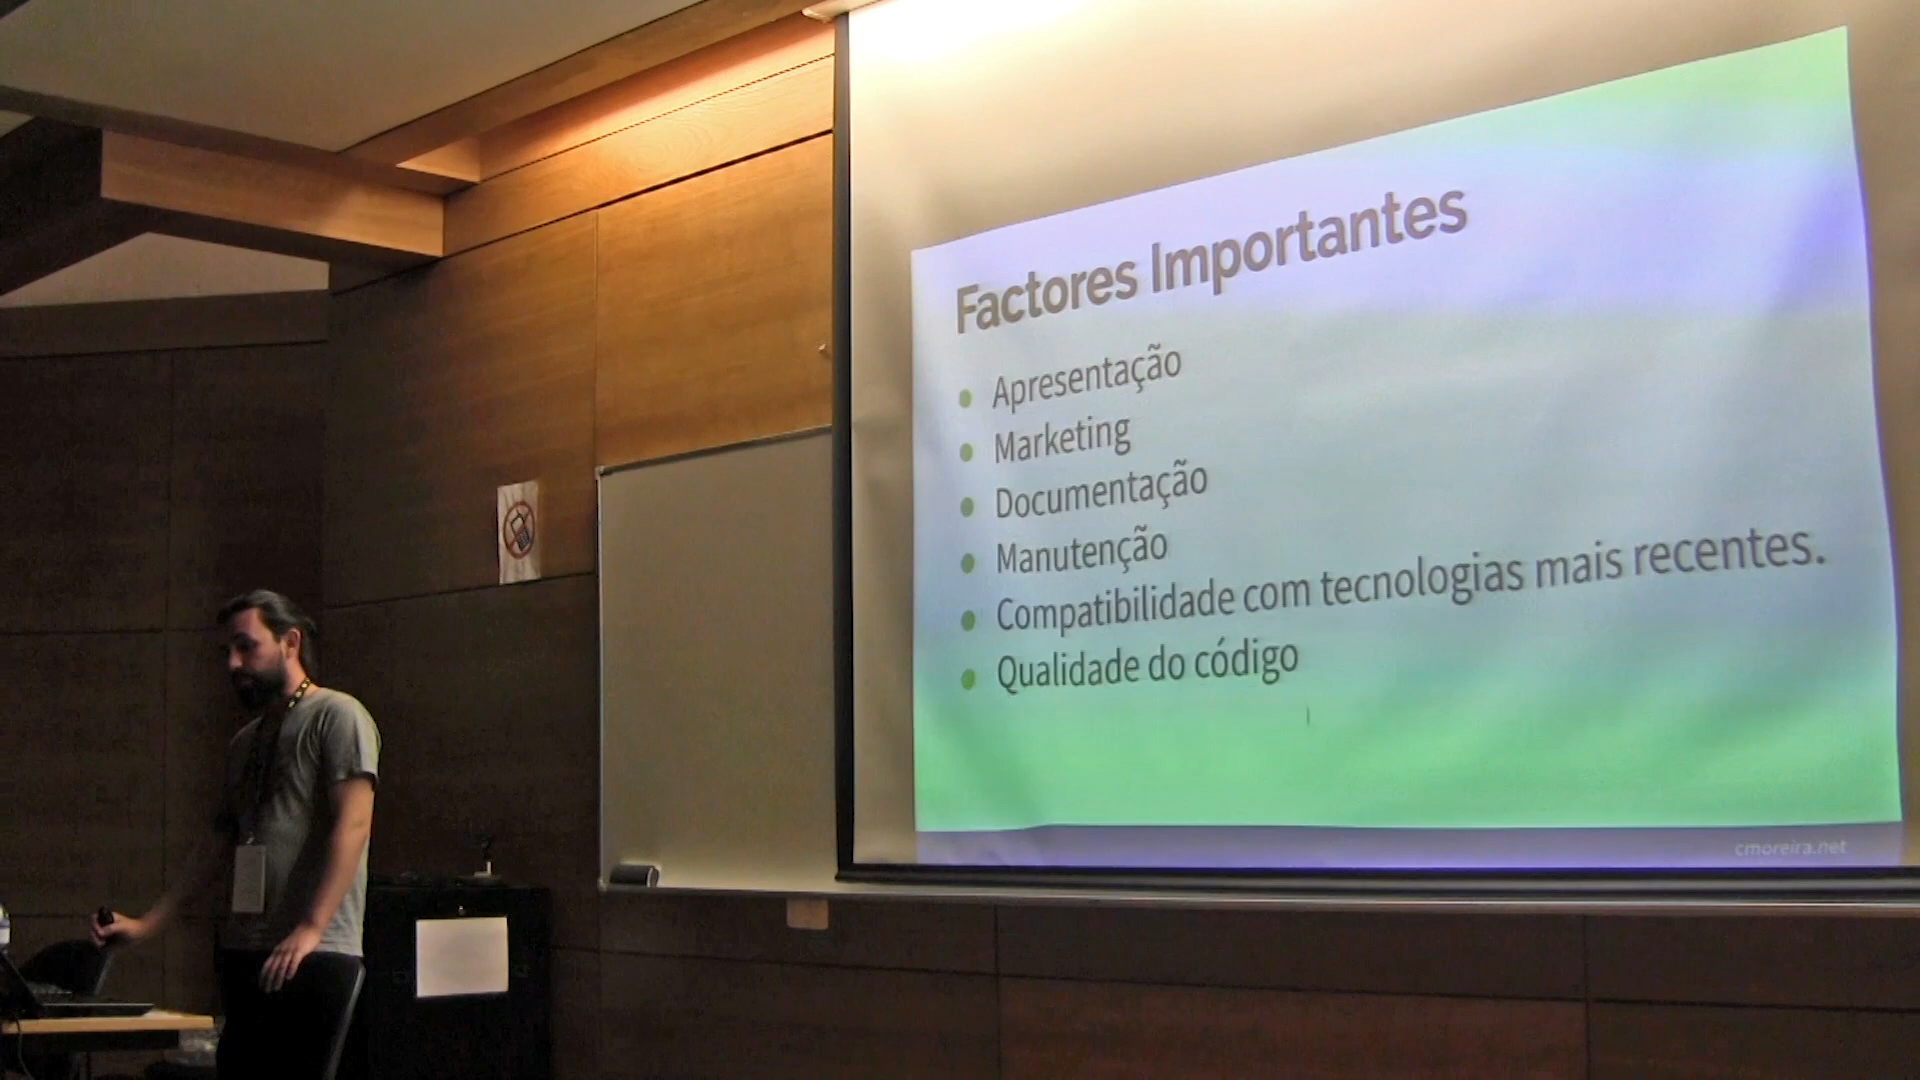 Factores Importantes
Apresentação
Marketing
Documentação
Manutenção
Compatibilidade com tecnologias mais recentes.
Qualidade do código
cmoreira.net